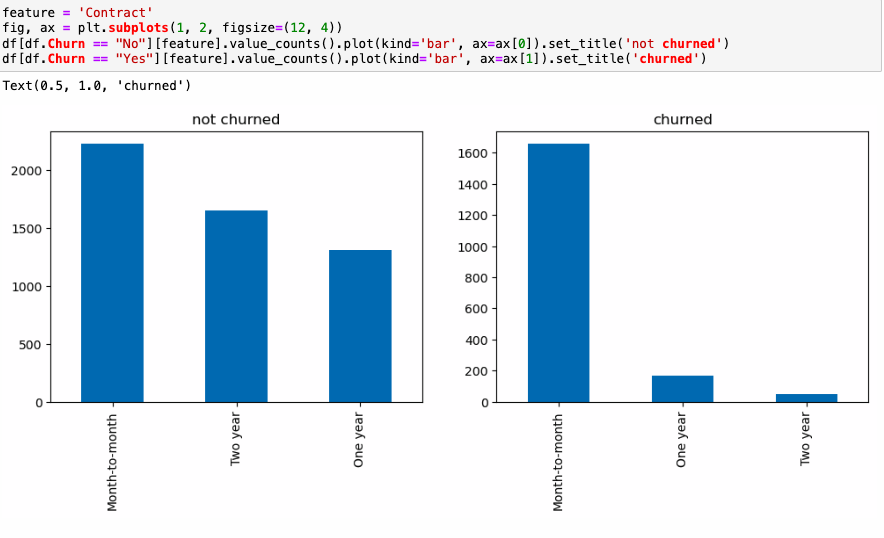 feature = 'Contract'
fig, ax = plt.subplots(1, 2, figsize=(12, 4))
df[df.Churn == "No"][feature].value_counts().plot(kind='bar', ax=ax[0]).set_title('not churned')
df[df.Churn == "Yes"][feature].value_counts().plot(kind='bar', ax=ax[1]).set_title('churned')
Text(0.5, 1.0, 'churned')
not churned
2000
1500
1000
500
0
Month-to-month
Two year
One year
churned
1600
1400
1200
1000
800
600
400
200
0
Month-to-month
One year
Two year